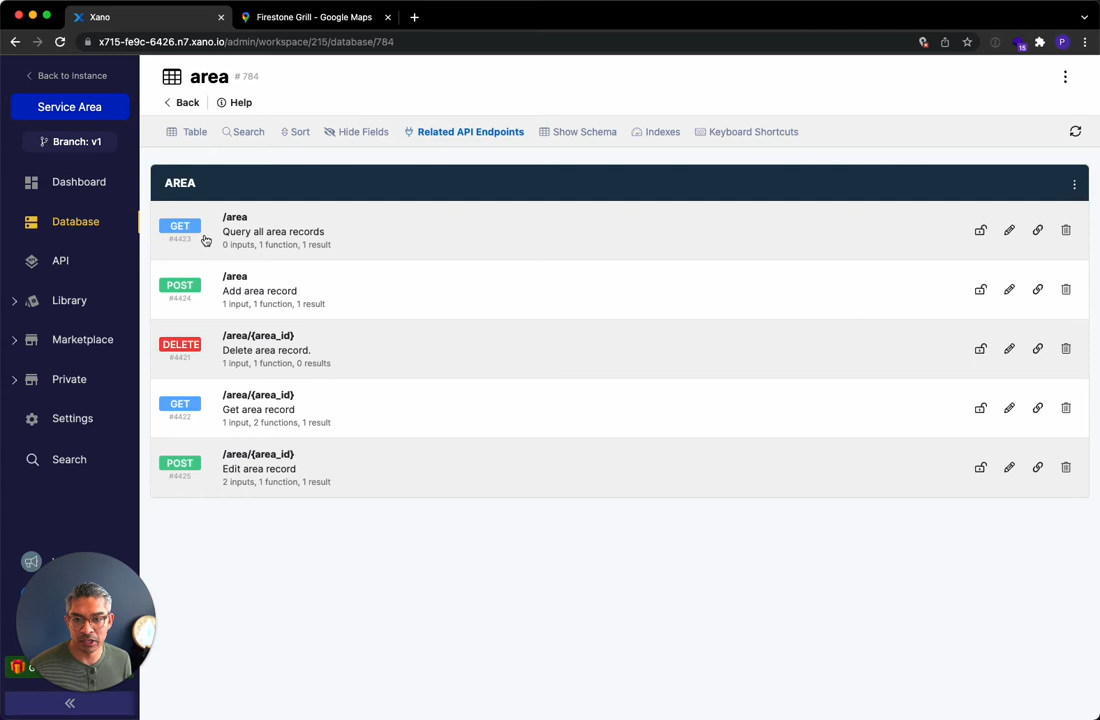 Xano
Firestone Grill - Google Maps
x715-fe9c-6426.n7.xano.io/admin/workspace/215/database/784
15
P
Back to Instance
Service Area
Branch: v1
Dashboard
Database
API
Library
Marketplace
Private
Settings
Search
area # 784
Back
Help
Table
Search
Sort
Hide Fields
Related API Endpoints
Show Schema
Indexes
Keyboard Shortcuts
AREA
GET
#4423
/area
Query all area records
0 inputs, 1 function, 1 result
POST
#4424
/area
Add area record
1 input, 1 function, 1 result
DELETE
#4421
/area/{area_id}
Delete area record.
1 input, 1 function, 0 results
GET
#4422
/area/{area_id}
Get area record
1 input, 2 functions, 1 result
POST
#4425
/area/{area_id}
Edit area record
2 inputs, 1 function, 1 result